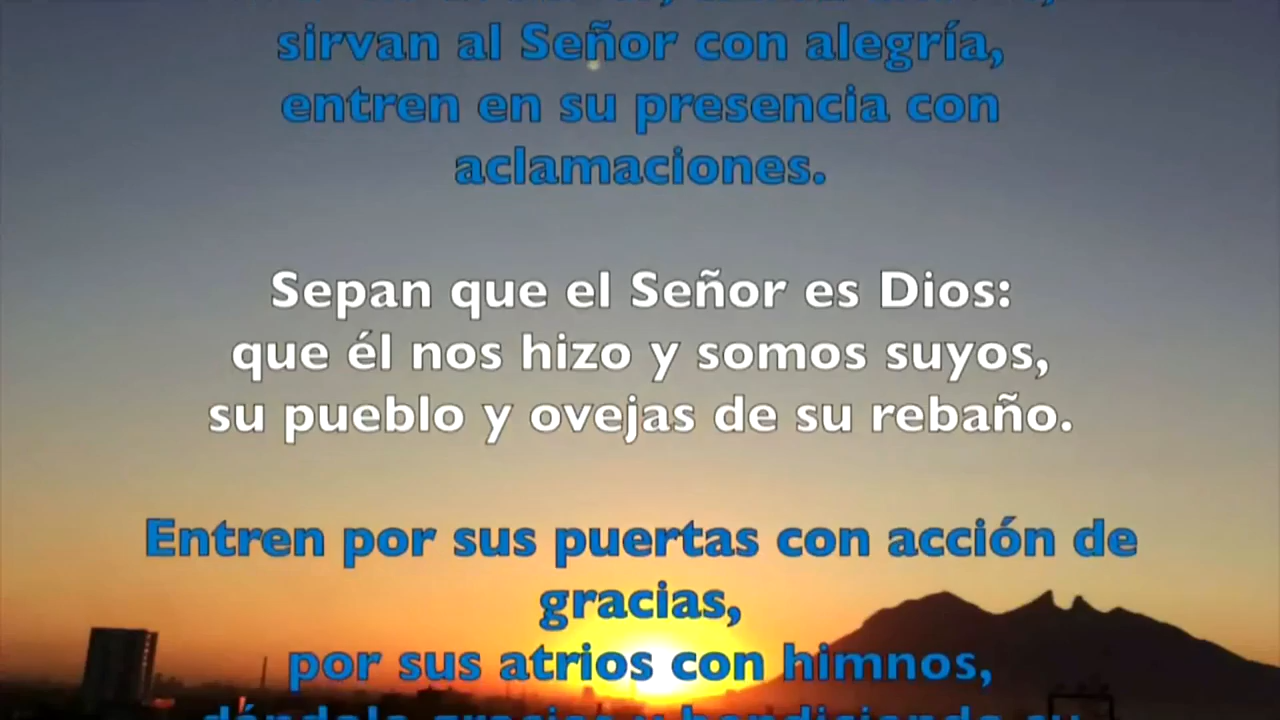 sirvan al Señor con alegría,
entren en su presencia con
aclamaciones.
Sepan que el Señor es Dios:
que él nos hizo y somos suyos,
su pueblo y ovejas de su rebaño.
Entren por sus puertas con acción de
gracias,
por sus atrios con himnos,